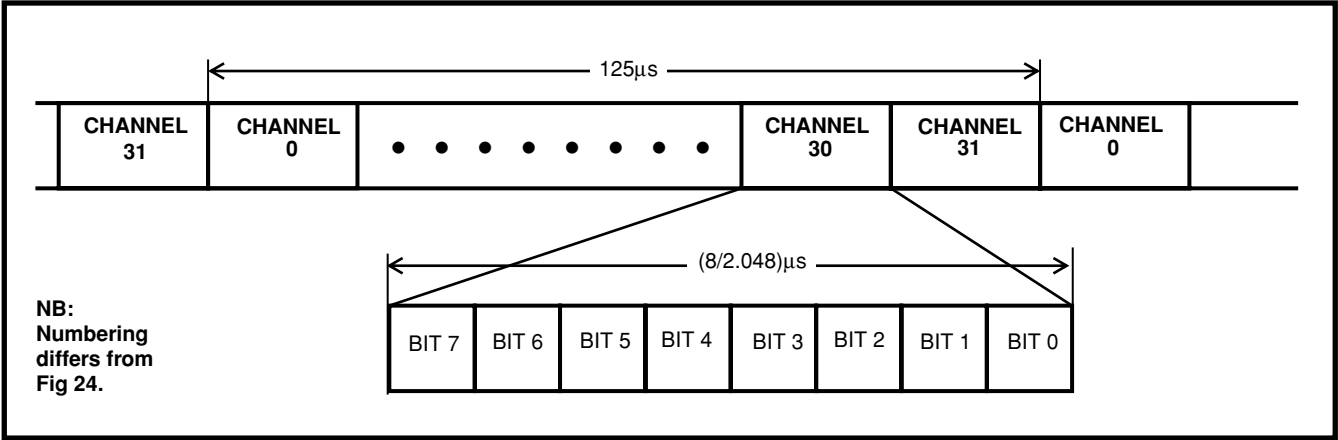 125μs
CHANNEL 31
CHANNEL 0
CHANNEL 30
CHANNEL 31
CHANNEL 0
(8/2.048)μs
NB:
Numbering
differs from
Fig 24.
BIT 7 BIT 6 BIT 5 BIT 4 BIT 3 BIT 2 BIT 1 BIT 0